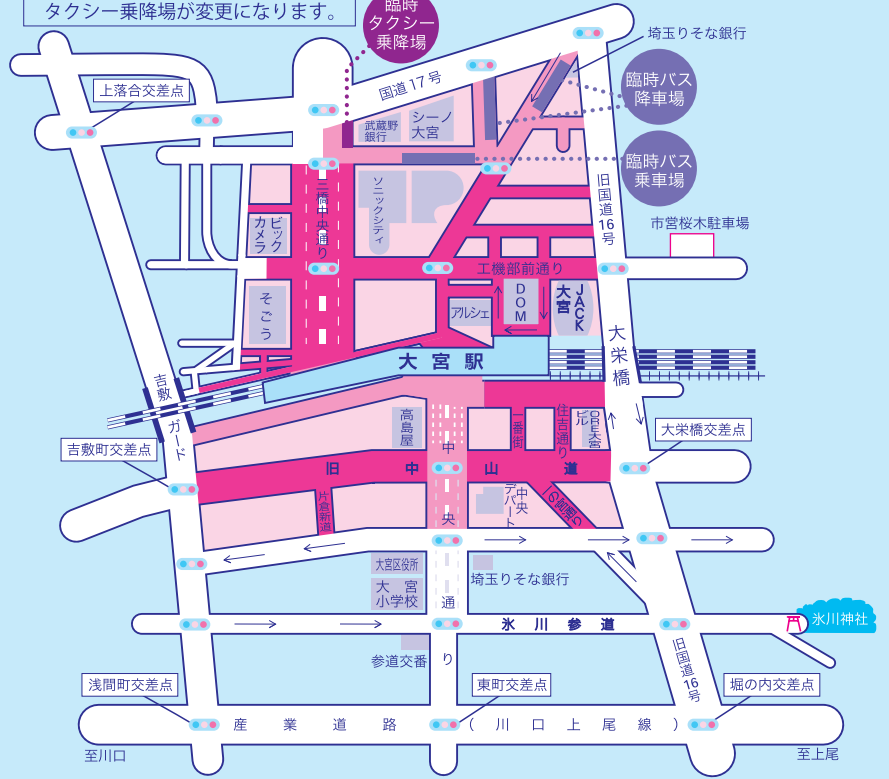 タクシー乗降場が変更になります。
臨時
タクシー
乗降場
埼玉りそな銀行
臨時バス
降車場
臨時バス
乗車場
国道17号
上落合交差点
武蔵野
銀行
シーノ
大宮
三橋中央通り
ソニックシティ
旧国道16号
市営桜木駐車場
ビック
カメラ
工機部前通り
そごう
アルシェ
DOM
JACK
大宮
大宮駅
大栄橋
吉敷
ガード
高島屋
一番街
住吉通り
ORE大宮
ビル
大栄橋交差点
吉敷町交差点
旧中山道
中央通り
片倉新道
中央
デパート
大宮区役所
大宮
小学校
埼玉りそな銀行
氷川参道
氷川神社
参道交番
旧国道16号
浅間町交差点
東町交差点
堀の内交差点
産業道路(川口上尾線)
至川口
至上尾